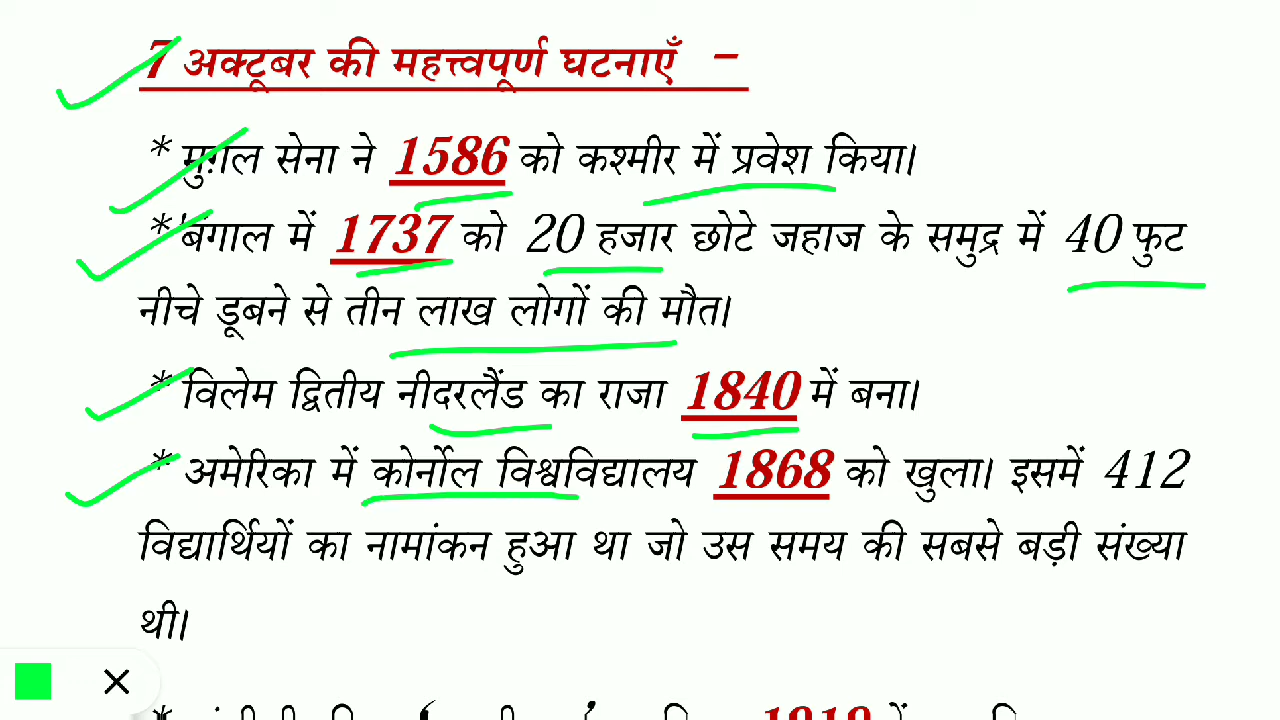 7 अक्टूबर की महत्त्वपूर्ण घटनाएँ –
* मुग़ल सेना ने 1586 को कश्मीर में प्रवेश किया।
* बंगाल में 1737 को 20 हजार छोटे जहाज के समुद्र में 40 फुट
नीचे डूबने से तीन लाख लोगों की मौत।
* विलेम द्वितीय नीदरलैंड का राजा 1840 में बना।
* अमेरिका में कोर्नोल विश्वविद्यालय 1868 को खुला। इसमें 412
विद्यार्थियों का नामांकन हुआ था जो उस समय की सबसे बड़ी संख्या
थी।